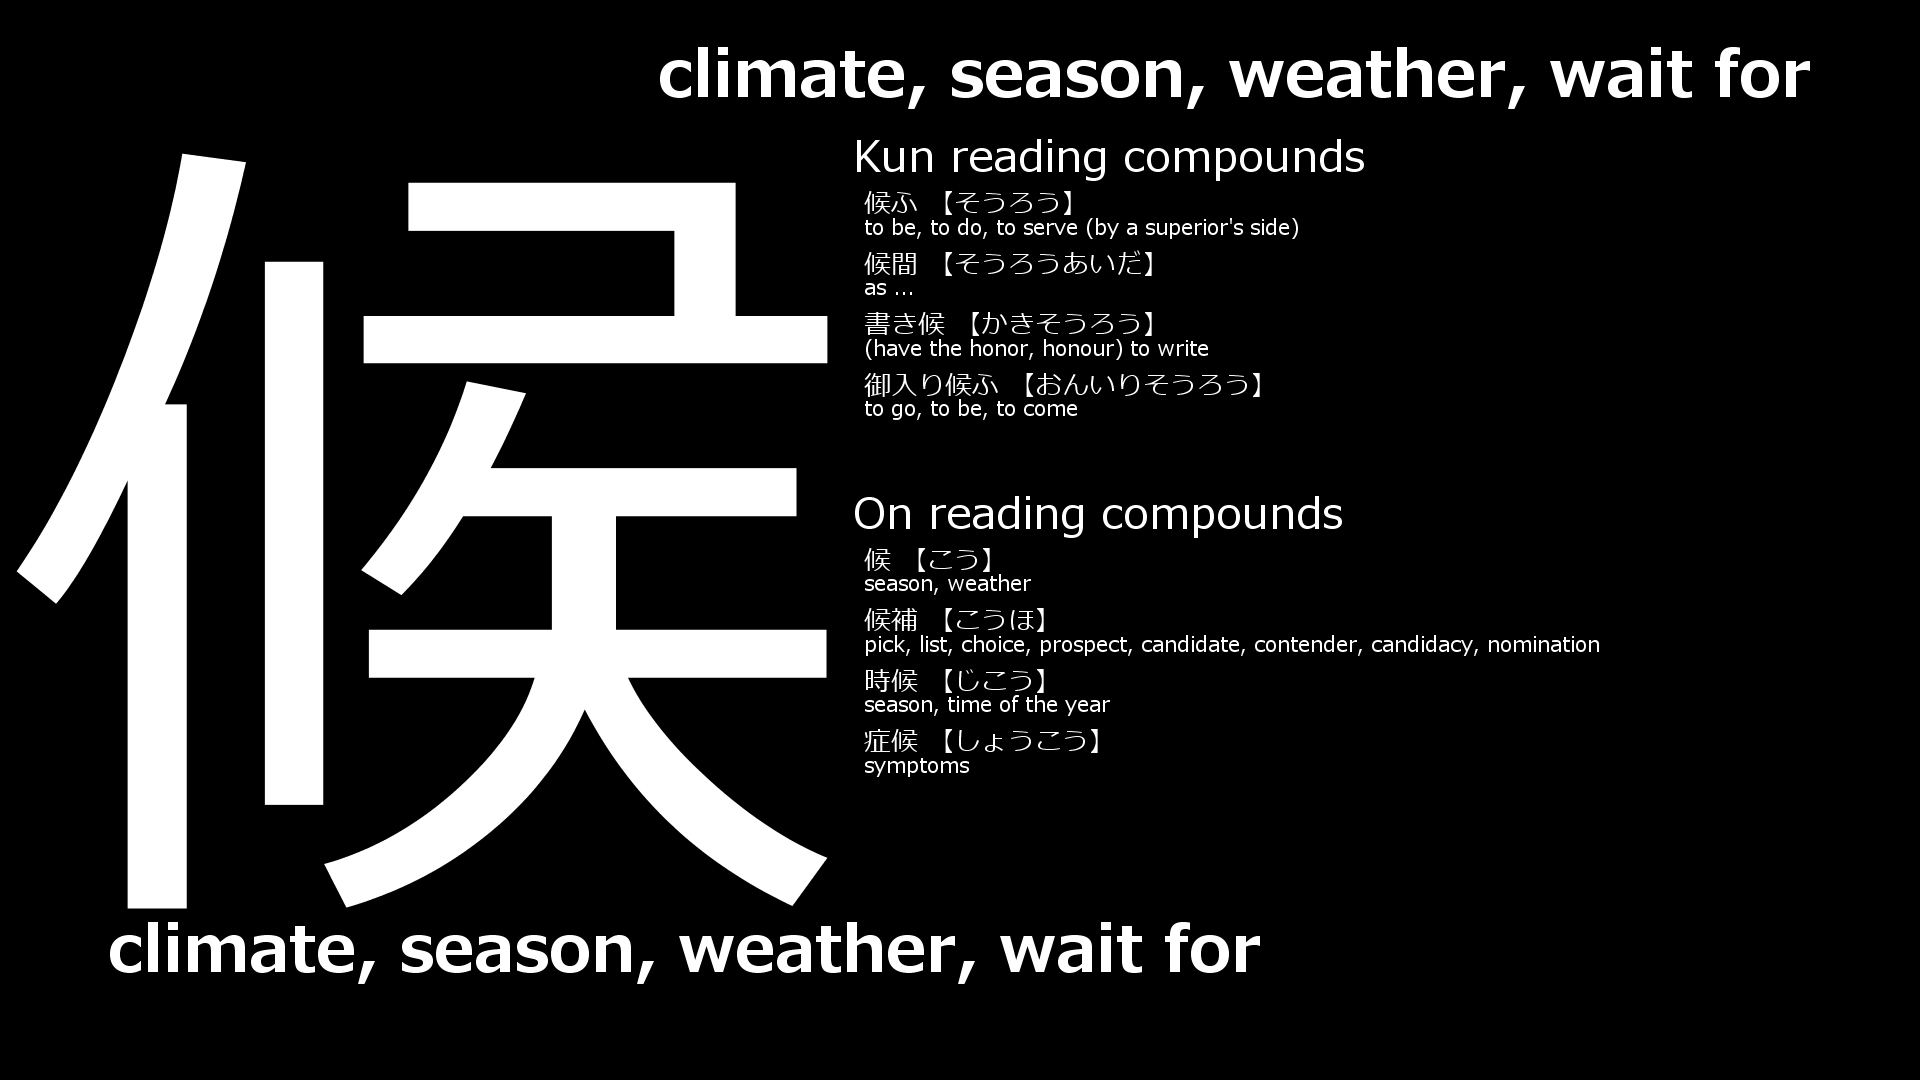 climate, season, weather, wait for
候
Kun reading compounds
候ふ 【そうろう】
to be, to do, to serve (by a superior's side)
候間 【そうろうあいだ】
as ...
書き候 【かきそうろう】
(have the honor, honour) to write
御入り候ふ 【おんいりそうろう】
to go, to be, to come
On reading compounds
候 【こう】
season, weather
候補 【こうほ】
pick, list, choice, prospect, candidate, contender, candidacy, nomination
時候 【じこう】
season, time of the year
症候 【しょうこう】
symptoms
climate, season, weather, wait for